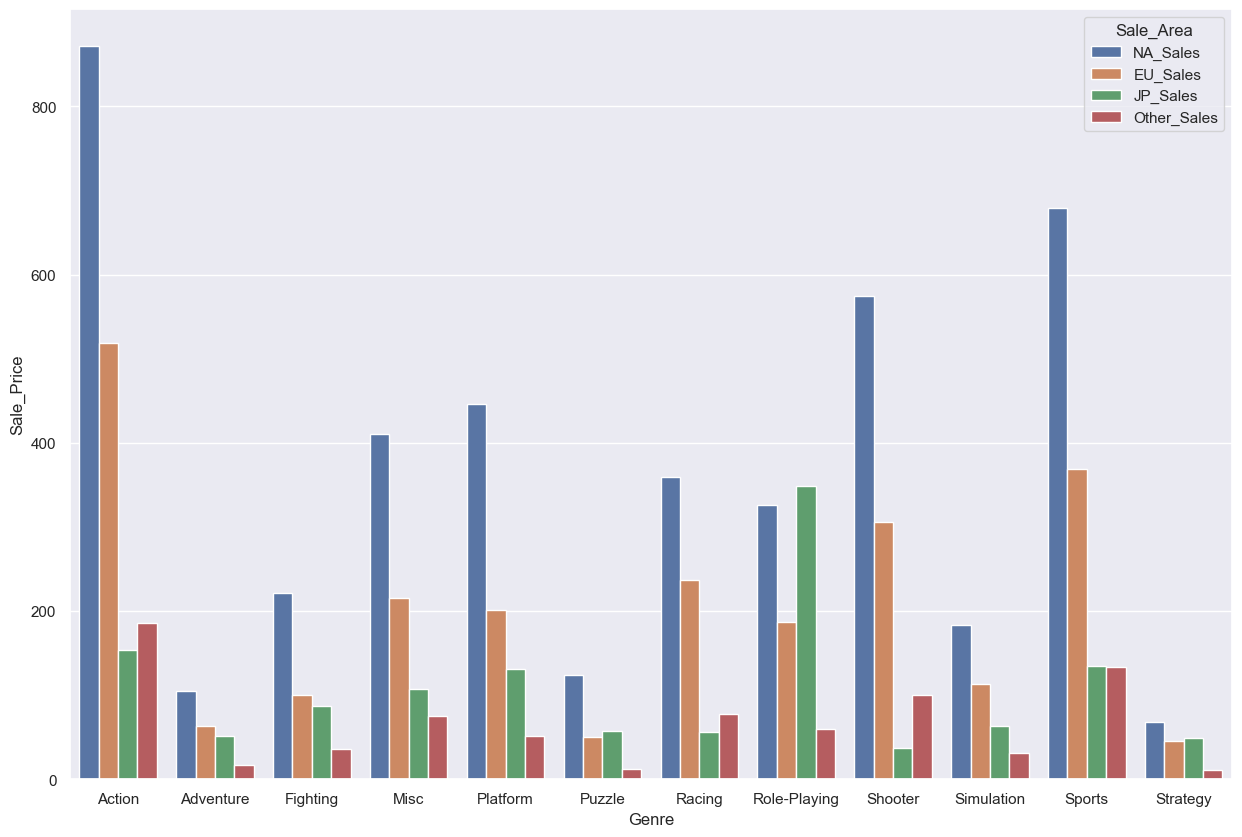 Sale_Area
NA_Sales
EU_Sales
JP_Sales
Other_Sales
Sale_Price
800
600
400
200
0
Action Adventure Fighting Misc Platform Puzzle Racing Role-Playing Shooter Simulation Sports Strategy
Genre